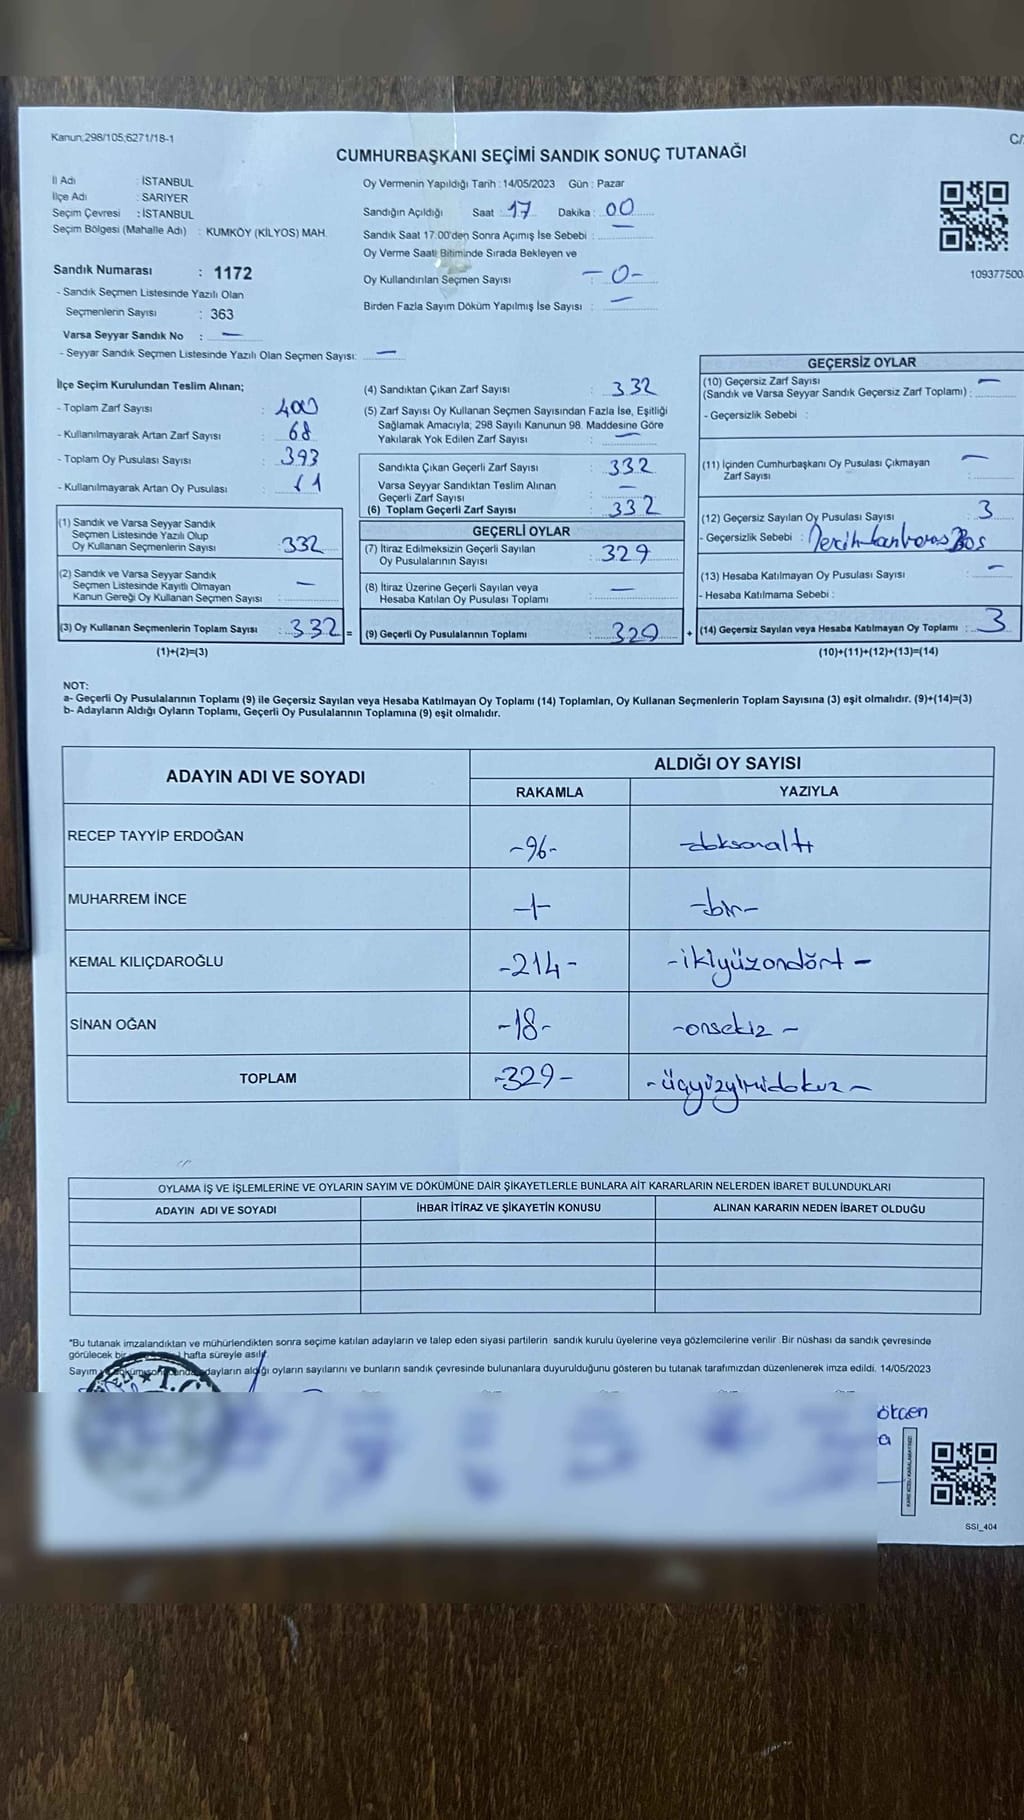 Kanun;298/105;6271/18-1
C/
CUMHURBAŞKANI SEÇİMİ SANDIK SONUÇ TUTANAĞI
İl Adı : İSTANBUL
İlçe Adı : SARIYER
Seçim Çevresi : İSTANBUL
Seçim Bölgesi (Mahalle Adı) : KUMKÖY (KİLYOS) MAH.
Sandık Numarası : 1172
- Sandık Seçmen Listesinde Yazılı Olan
Seçmenlerin Sayısı : 363
Varsa Seyyar Sandık No : —
- Seyyar Sandık Seçmen Listesinde Yazılı Olan Seçmen Sayısı: —
Oy Vermenin Yapıldığı Tarih : 14/05/2023 Gün : Pazar
Sandığın Açıldığı Saat : 17 Dakika : 00
Sandık Saat 17.00'den Sonra Açımış İse Sebebi : —
Oy Verme Saati Bitiminde Sırada Bekleyen ve
Oy Kullandırılan Seçmen Sayısı : -0-
Birden Fazla Sayım Döküm Yapılmış İse Sayısı : —
109377500
İlçe Seçim Kurulundan Teslim Alınan;
- Toplam Zarf Sayısı : 400
- Kullanılmayarak Artan Zarf Sayısı : 68
- Toplam Oy Pusulası Sayısı : 393
- Kullanılmayarak Artan Oy Pusulası : 61
(1) Sandık ve Varsa Seyyar Sandık
Seçmen Listesinde Yazılı Olup
Oy Kullanan Seçmenlerin Sayısı : 332
(2) Sandık ve Varsa Seyyar Sandık
Seçmen Listesinde Kayıtlı Olmayan
Kanun Gereği Oy Kullanan Seçmen Sayısı : —
(3) Oy Kullanan Seçmenlerin Toplam Sayısı : 332 =
(1)+(2)=(3)
(4) Sandıktan Çıkan Zarf Sayısı : 332
(5) Zarf Sayısı Oy Kullanan Seçmen Sayısından Fazla İse, Eşitliği
Sağlamak Amacıyla; 298 Sayılı Kanunun 98. Maddesine Göre
Yakılarak Yok Edilen Zarf Sayısı : —
Sandıkta Çıkan Geçerli Zarf Sayısı : 332
Varsa Seyyar Sandıktan Teslim Alınan
Geçerli Zarf Sayısı : —
(6) Toplam Geçerli Zarf Sayısı : 332
GEÇERLİ OYLAR
(7) İtiraz Edilmeksizin Geçerli Sayılan
Oy Pusulalarının Sayısı : 329
(8) İtiraz Üzerine Geçerli Sayılan veya
Hesaba Katılan Oy Pusulası Toplamı : —
(9) Geçerli Oy Pusulalarının Toplamı : 329 +
GEÇERSİZ OYLAR
(10) Geçersiz Zarf Sayısı
(Sandık ve Varsa Seyyar Sandık Geçersiz Zarf Toplamı) : —
- Geçersizlik Sebebi :
(11) İçinden Cumhurbaşkanı Oy Pusulası Çıkmayan
Zarf Sayısı : —
(12) Geçersiz Sayılan Oy Pusulası Sayısı : 3
- Geçersizlik Sebebi : Boş
(13) Hesaba Katılmayan Oy Pusulası Sayısı : —
- Hesaba Katılmama Sebebi :
(14) Geçersiz Sayılan veya Hesaba Katılmayan Oy Toplamı : 3
(10)+(11)+(12)+(13)=(14)
NOT:
a- Geçerli Oy Pusulalarının Toplamı (9) ile Geçersiz Sayılan veya Hesaba Katılmayan Oy Toplamı (14) Toplamları, Oy Kullanan Seçmenlerin Toplam Sayısına (3) eşit olmalıdır. (9)+(14)=(3)
b- Adayların Aldığı Oyların Toplamı, Geçerli Oy Pusulalarının Toplamına (9) eşit olmalıdır.
ADAYIN ADI VE SOYADI
ALDIĞI OY SAYISI
RAKAMLA
YAZIYLA
RECEP TAYYİP ERDOĞAN -96- -doksanaltı
MUHARREM İNCE -1- -bir-
KEMAL KILIÇDAROĞLU -214- -ikiyüzondört-
SİNAN OĞAN -18- -onsekiz-
TOPLAM -329- -üçyüzyirmidokuz-
OYLAMA İŞ VE İŞLEMLERİNE VE OYLARIN SAYIM VE DÖKÜMÜNE DAİR ŞİKAYETLERLE BUNLARA AİT KARARLARIN NELERDEN İBARET BULUNDUKLARI
ADAYIN ADI VE SOYADI
İHBAR İTİRAZ VE ŞİKAYETİN KONUSU
ALINAN KARARIN NEDEN İBARET OLDUĞU
*Bu tutanak imzalandıktan ve mühürlendikten sonra seçime katılan adayların ve talep eden siyasi partilerin sandık kurulu üyelerine veya gözlemcilerine verilir. Bir nüshası da sandık çevresinde
görülecek bir hafta süreyle asılır.
Sayım adayların aldığı oyların sayılarını ve bunların sandık çevresinde bulunanlara duyurulduğunu gösteren bu tutanak tarafımızdan düzenlenerek imza edildi. 14/05/2023
T.C.
ökçen
a
SSI_404